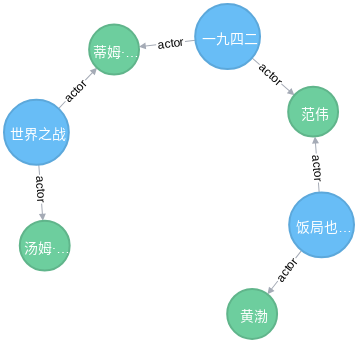 一九四二
蒂姆·...
actor
actor
actor
范伟
世界之战
actor
actor
饭局也...
汤姆·...
actor
黄渤